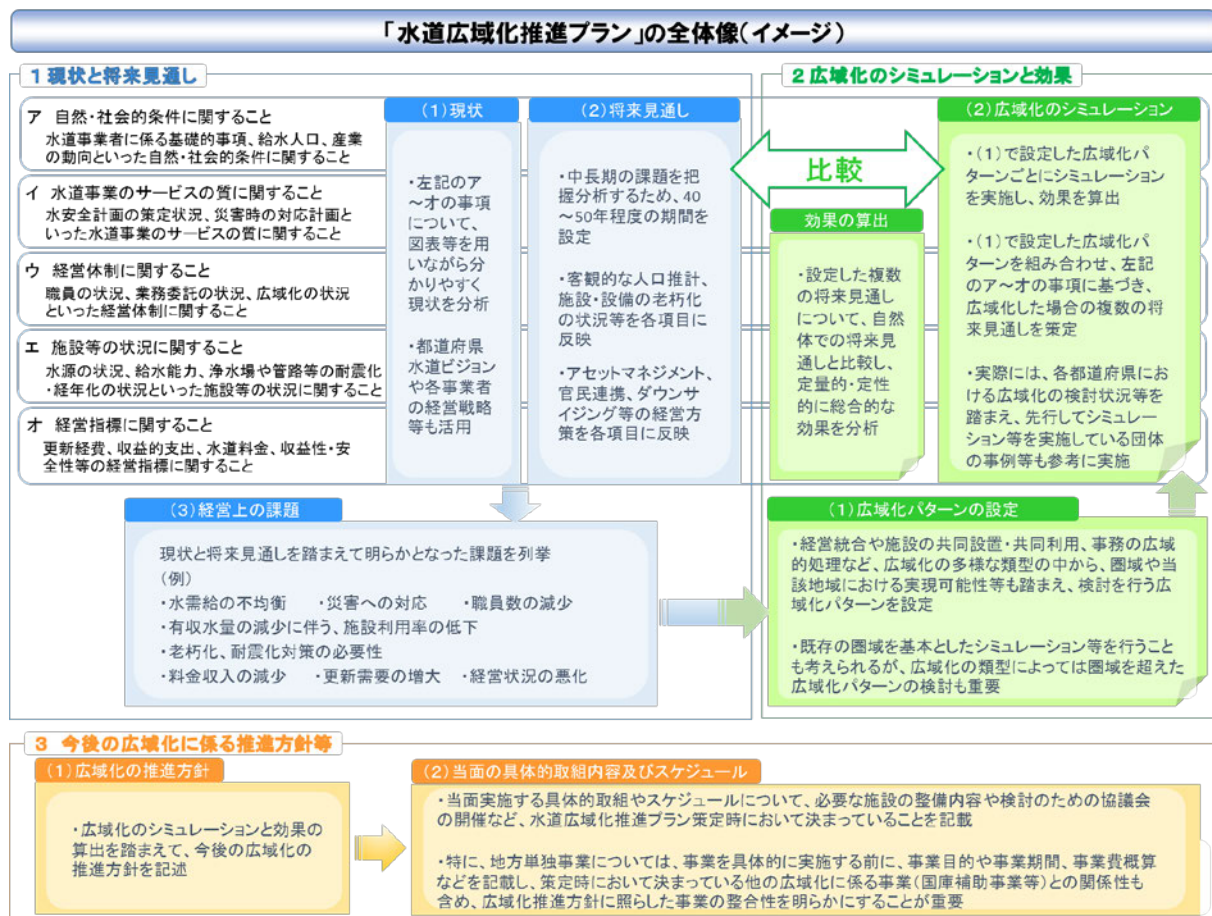 「水道広域化推進プラン」の全体像(イメージ)
1 現状と将来見通し
ア 自然・社会的条件に関すること
水道事業者に係る基礎的事項、給水人口、産業
の動向といった自然・社会的条件に関すること
イ 水道事業のサービスの質に関すること
水安全計画の策定状況、災害時の対応計画と
いった水道事業のサービスの質に関すること
ウ 経営体制に関すること
職員の状況、業務委託の状況、広域化の状況
といった経営体制に関すること
エ 施設等の状況に関すること
水源の状況、給水能力、浄水場や管路等の耐震化
・経年化の状況といった施設等の状況に関すること
オ 経営指標に関すること
更新経費、収益的支出、水道料金、収益性・安
全性等の経営指標に関すること
(1)現状
・左記のア
～オの事項
について、
図表等を用
いながら分
かりやすく
現状を分析
・都道府県
水道ビジョン
や各事業者
の経営戦略
等も活用
(2)将来見通し
・中長期の課題を把
握分析するため、40
～50年程度の期間を
設定
・客観的な人口推計、
施設・設備の老朽化
の状況等を各項目に
反映
・アセットマネジメント、
官民連携、ダウンサ
イジング等の経営方
策を各項目に反映
(3)経営上の課題
現状と将来見通しを踏まえて明らかとなった課題を列挙
(例)
・水需給の不均衡 ・災害への対応 ・職員数の減少
・有収水量の減少に伴う、施設利用率の低下
・老朽化、耐震化対策の必要性
・料金収入の減少 ・更新需要の増大 ・経営状況の悪化
2 広域化のシミュレーションと効果
比較
効果の算出
・設定した複数
の将来見通し
について、自然
体での将来見
通しと比較し、
定量的・定性
的に総合的な
効果を分析
(2)広域化のシミュレーション
・(1)で設定した広域化パ
ターンごとにシミュレーション
を実施し、効果を算出
・(1)で設定した広域化パ
ターンを組み合わせ、左記
のア～オの事項に基づき、
広域化した場合の複数の将
来見通しを策定
・実際には、各都道府県にお
ける広域化の検討状況等を
踏まえ、先行してシミュレー
ション等を実施している団体
の事例等も参考に実施
(1)広域化パターンの設定
・経営統合や施設の共同設置・共同利用、事務の広域
的処理など、広域化の多様な類型の中から、圏域や当
該地域における実現可能性等も踏まえ、検討を行う広
域化パターンを設定
・既存の圏域を基本としたシミュレーション等を行うこと
も考えられるが、広域化の類型によっては圏域を超えた
広域化パターンの検討も重要
3 今後の広域化に係る推進方針等
(1)広域化の推進方針
・広域化のシミュレーションと効果の
算出を踏まえて、今後の広域化の
推進方針を記述
(2)当面の具体的取組内容及びスケジュール
・当面実施する具体的取組やスケジュールについて、必要な施設の整備内容や検討のための協議会
の開催など、水道広域化推進プラン策定時において決まっていることを記載
・特に、地方単独事業については、事業を具体的に実施する前に、事業目的や事業期間、事業費概算
などを記載し、策定時において決まっている他の広域化に係る事業(国庫補助事業等)との関係性も
含め、広域化推進方針に照らした事業の整合性を明らかにすることが重要